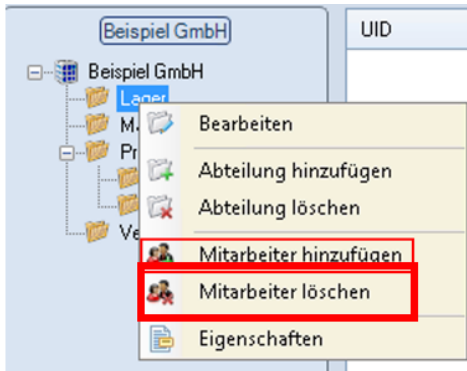 Beispiel GmbH
UID
Beispiel GmbH
Lager
Bearbeiten
Abteilung hinzufügen
Abteilung löschen
Mitarbeiter hinzufügen
Mitarbeiter löschen
Eigenschaften